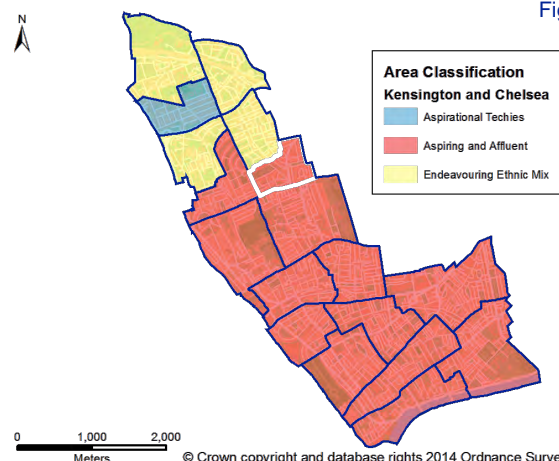 Fig
N
Area Classification
Kensington and Chelsea
Aspirational Techies
Aspiring and Affluent
Endeavouring Ethnic Mix
0 1,000 2,000
Meters
© Crown copyright and database rights 2014 Ordnance Surve